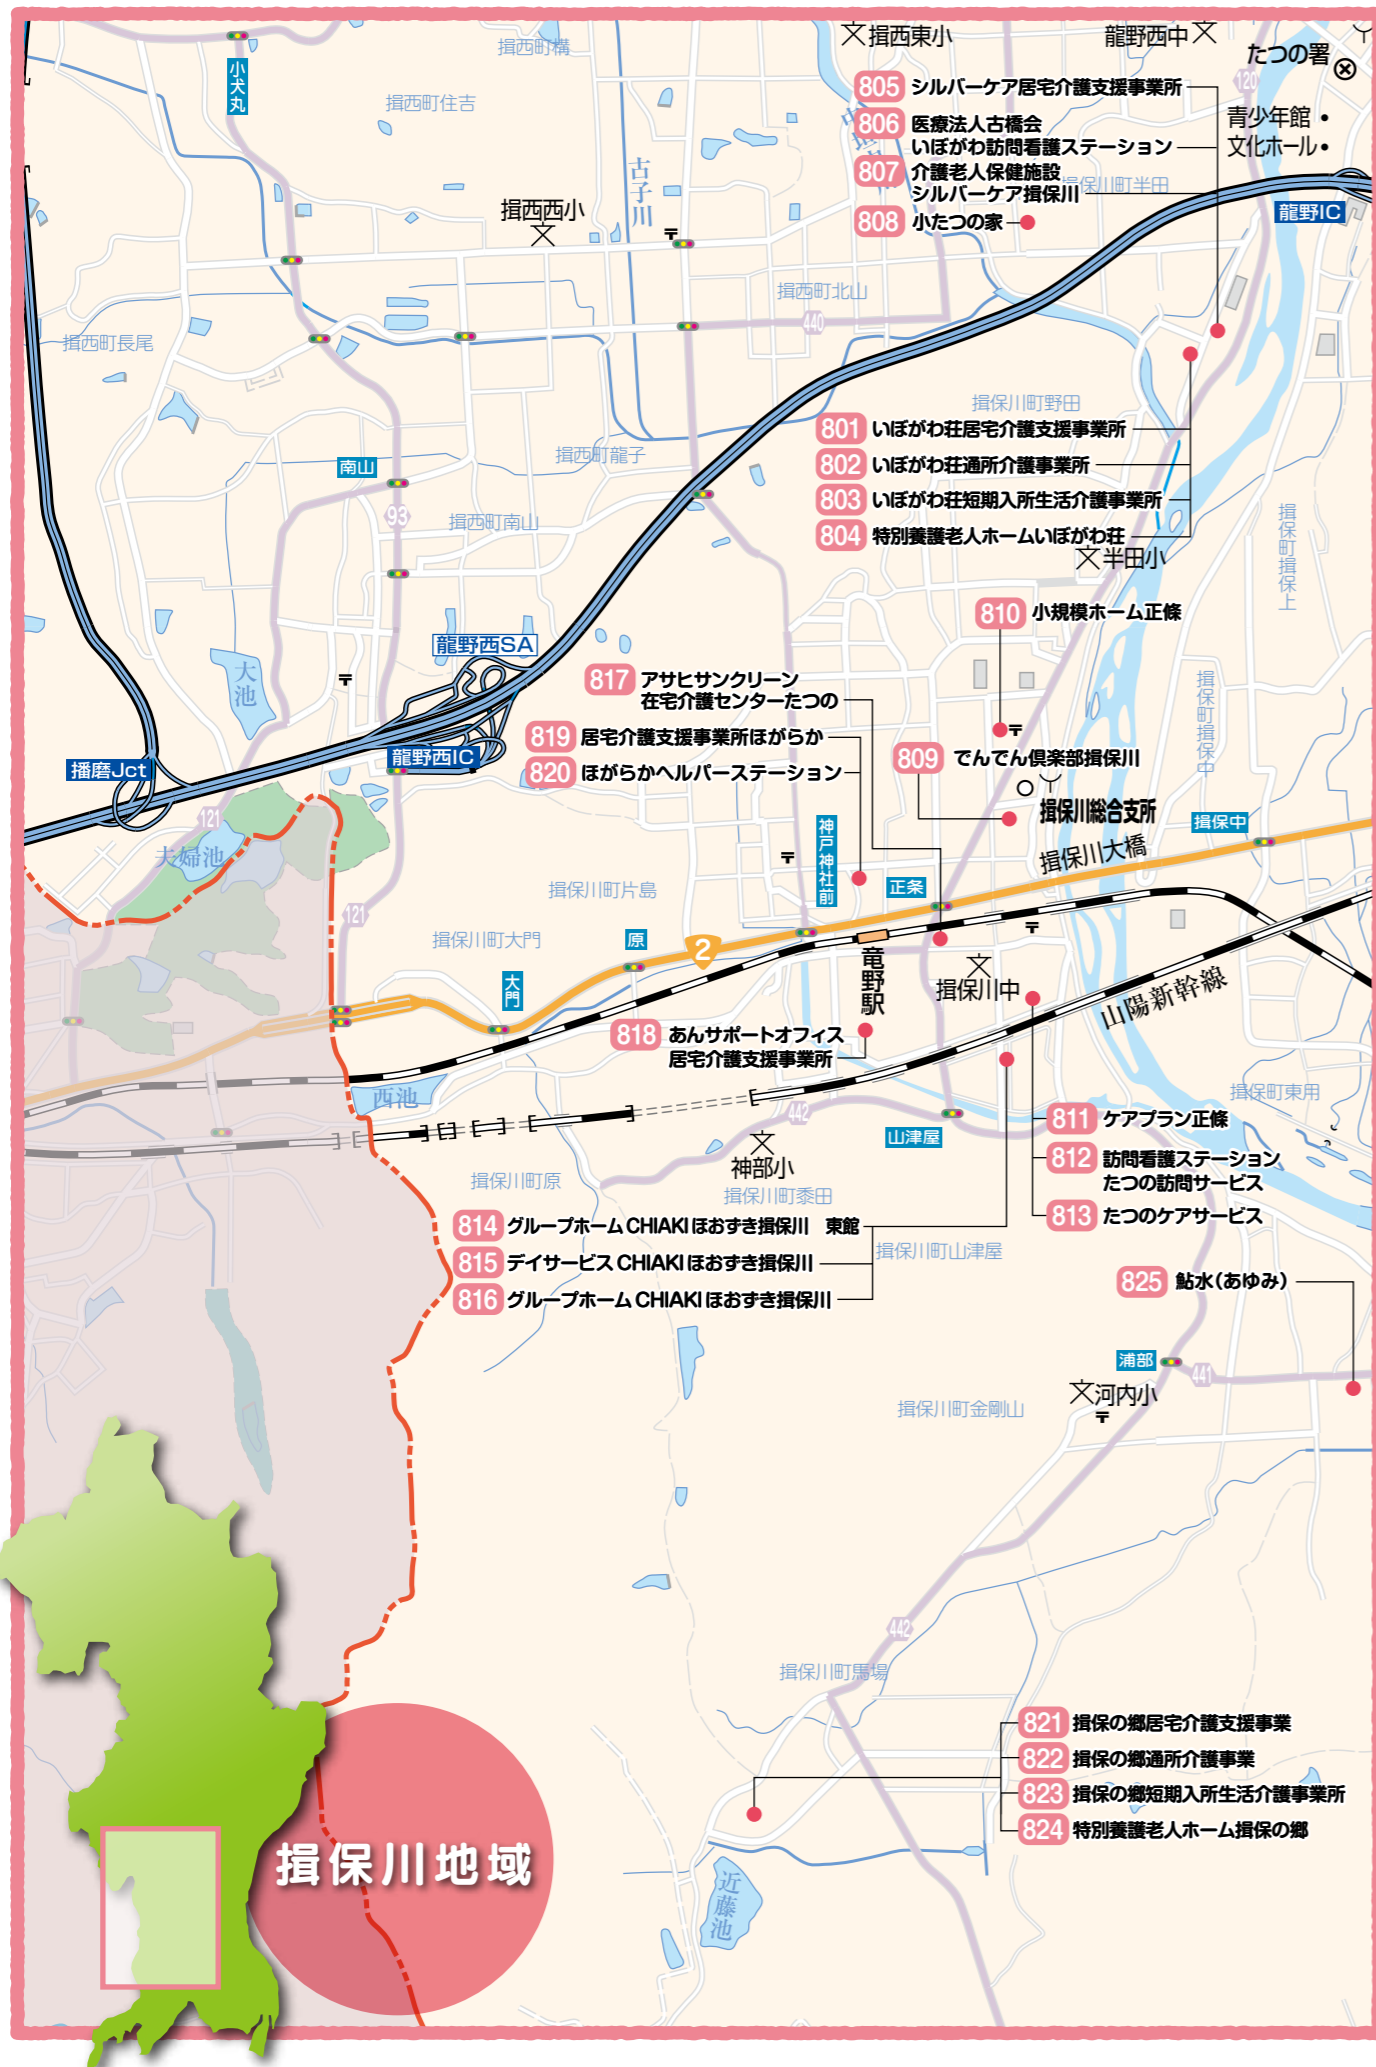 揖西東小
龍野西中
たつの署
揖西町構
小犬丸
揖西町住吉
120
805 シルバーケア居宅介護支援事業所
青少年館
文化ホール
806 医療法人古橋会
いぼがわ訪問看護ステーション
807 介護老人保健施設
シルバーケア揖保川
揖保川町半田
古子川
揖西西小
〒
808 小たつの家
龍野IC
揖西町北山
440
揖西町長尾
揖保川町野田
801 いぼがわ荘居宅介護支援事業所
802 いぼがわ荘通所介護事業所
803 いぼがわ荘短期入所生活介護事業所
804 特別養護老人ホームいぼがわ荘
揖西町龍子
南山
93
揖西町南山
揖保町揖保上
半田小
810 小規模ホーム正條
龍野西SA
大池
〒
817 アサヒサンクリーン
在宅介護センターたつの
揖保町揖保中
819 居宅介護支援事業所ほがらか
〒
龍野西IC
809 でんでん倶楽部揖保川
播磨Jct
820 ほがらかヘルパーステーション
揖保川総合支所
121
神戸神社前
揖保中
夫婦池
〒
揖保川大橋
揖保川町片島
正条
121
揖保川町大門
原
2
〒
竜野駅
大門
揖保川中
山陽新幹線
818 あんサポートオフィス
居宅介護支援事業所
西池
揖保町東用
442
811 ケアプラン正條
山津屋
神部小
812 訪問看護ステーション
たつの訪問サービス
揖保川町原
揖保川町黍田
813 たつのケアサービス
814 グループホーム CHIAKI ほおずき揖保川 東館
揖保川町山津屋
815 デイサービス CHIAKI ほおずき揖保川
825 鮎水(あゆみ)
816 グループホーム CHIAKI ほおずき揖保川
浦部
441
河内小
〒
揖保川町金剛山
442
揖保川町馬場
821 揖保の郷居宅介護支援事業
822 揖保の郷通所介護事業
823 揖保の郷短期入所生活介護事業所
824 特別養護老人ホーム揖保の郷
揖保川地域
近藤池